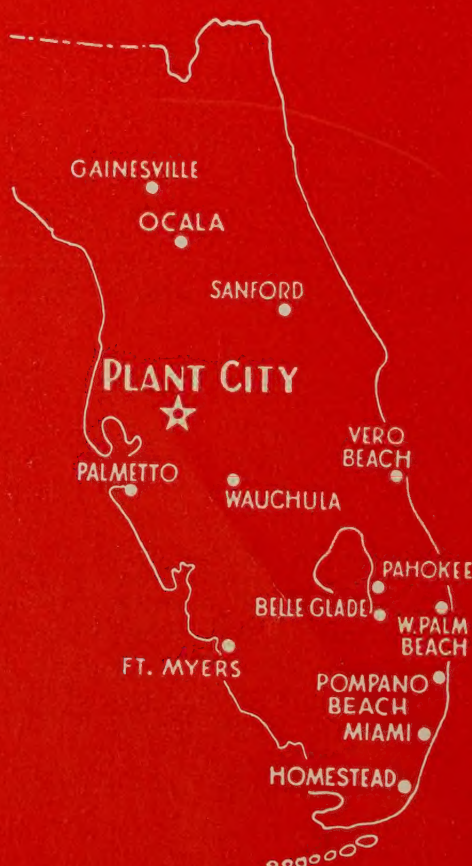 GAINESVILLE
OCALA
SANFORD
PLANT CITY
VERO
BEACH
PALMETTO
WAUCHULA
PAHOKEE
BELLE GLADE
W. PALM
BEACH
FT. MYERS
POMPANO
BEACH
MIAMI
HOMESTEAD